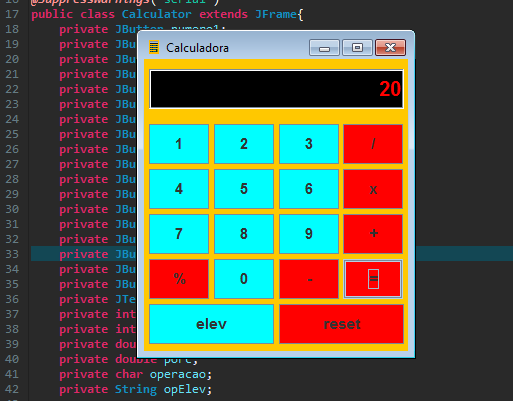 16 @SuppressWarnings("serial")
17 public class Calculator extends JFrame{
18 private JButton numero1;
19 private JBu
20 private JBu
21 private JBu
22 private JBu
23 private JBu
24 private JBu
25 private JBu
26 private JBu
27 private JBu
28 private JBu
29 private JBu
30 private JBu
31 private JBu
32 private JBu
33 private JBu
34 private JBu
35 private JBu
36 private JTe
37 private int
38 private int
39 private dou
40 private double porc;
41 private char operacao;
42 private String opElev;
Calculadora
20
1 2 3 /
4 5 6 x
7 8 9 +
% 0 - =
elev reset